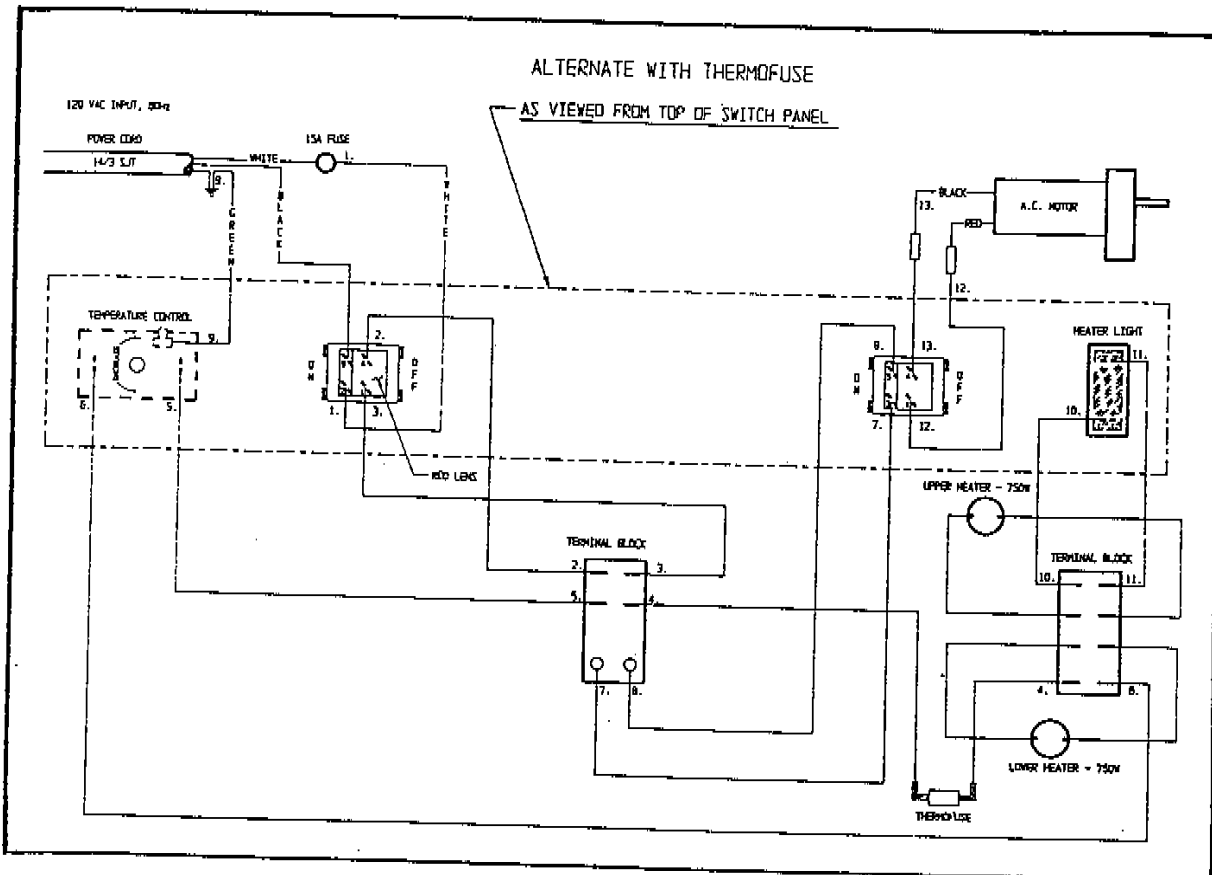 ALTERNATE WITH THERMOFUSE
AS VIEWED FROM TOP OF SWITCH PANEL
120 VAC INPUT,
POWER CORD
14/3 SJT
WHITE
15A FUSE
1.
9.
GREEN
BLACK
WHITE
BLACK
13.
RED
12.
A.C. MOTOR
TEMPERATURE CONTROL
9.
6.
5.
2.
ON
OFF
1.
3.
RED LENS
8.
13.
ON
OFF
7.
12.
HEATER LIGHT
11.
10.
UPPER HEATER - 750W
TERMINAL BLOCK
2.
3.
5.
4.
7.
8.
TERMINAL BLOCK
10.
11.
4.
6.
LOWER HEATER - 750W
THERMOFUSE